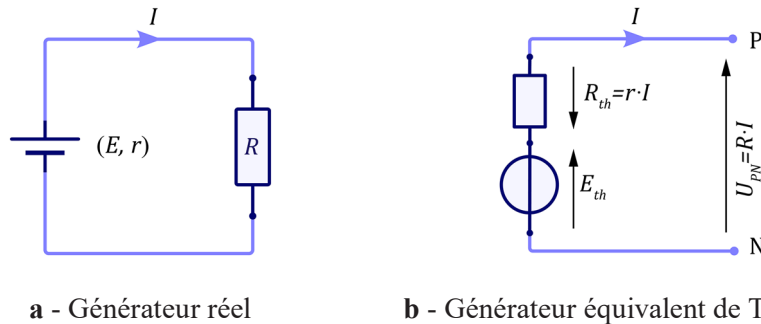 I
(E, r)
R
a - Générateur réel
I
P
R_th=r·I
E_th
U_PN=R·I
N
b - Générateur équivalent de T